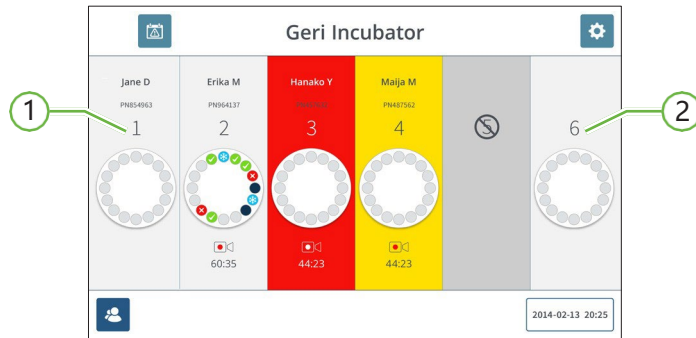 Geri Incubator
Jane D
PN854963
1
Erika M
PN964137
2
60:35
Hanako Y
3
44:23
Maija M
PN487562
4
44:23
5
6
2014-02-13 20:25
1
2